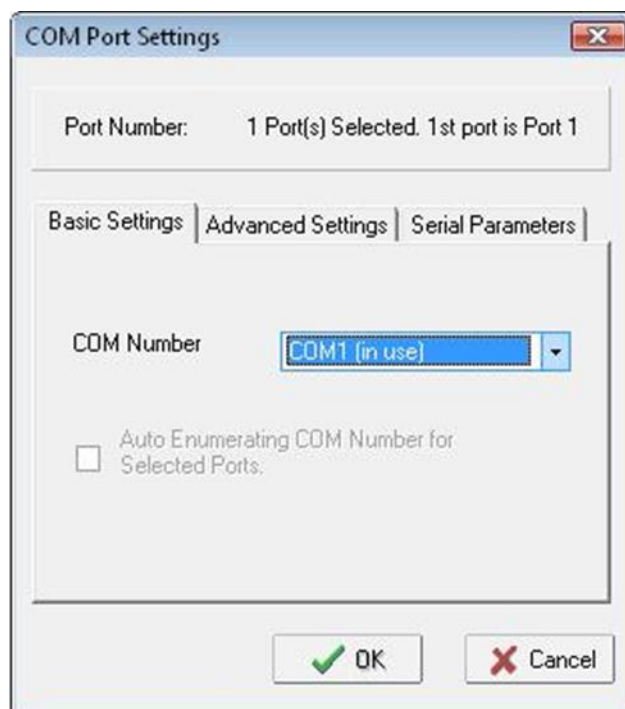 COM Port Settings
Port Number: 1 Port(s) Selected. 1st port is Port 1
Basic Settings Advanced Settings Serial Parameters
COM Number COM1 (in use)
Auto Enumerating COM Number for
Selected Ports.
OK Cancel